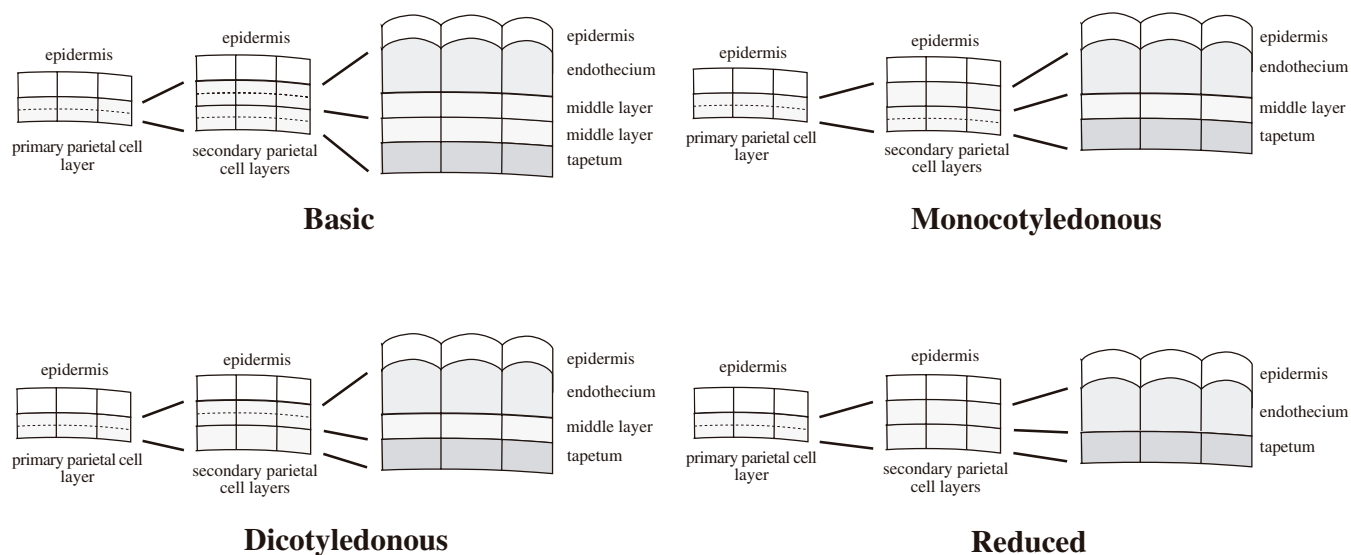 epidermis
primary parietal cell
layer
epidermis
secondary parietal
cell layers
epidermis
endothecium
middle layer
middle layer
tapetum
Basic
epidermis
primary parietal cell
layer
epidermis
secondary parietal
cell layers
epidermis
endothecium
middle layer
tapetum
Monocotyledonous
epidermis
primary parietal cell
layer
epidermis
secondary parietal
cell layers
epidermis
endothecium
middle layer
tapetum
Dicotyledonous
epidermis
primary parietal cell
layer
epidermis
secondary parietal
cell layers
epidermis
endothecium
tapetum
Reduced